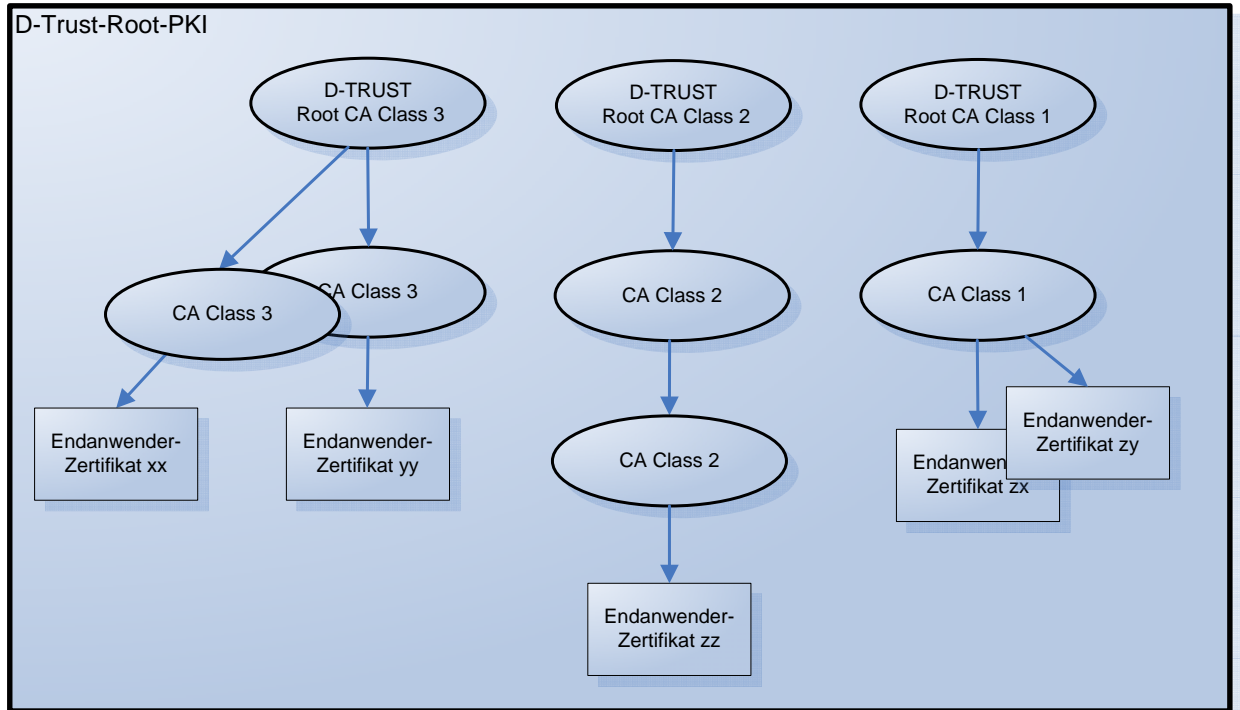 D-Trust-Root-PKI
D-TRUST
Root CA Class 3
D-TRUST
Root CA Class 2
D-TRUST
Root CA Class 1
CA Class 3
CA Class 3
CA Class 2
CA Class 1
Endanwender-
Zertifikat xx
Endanwender-
Zertifikat yy
CA Class 2
Endanwender-
Zertifikat zy
Endanwen
Zertifikat zx
Endanwender-
Zertifikat zz